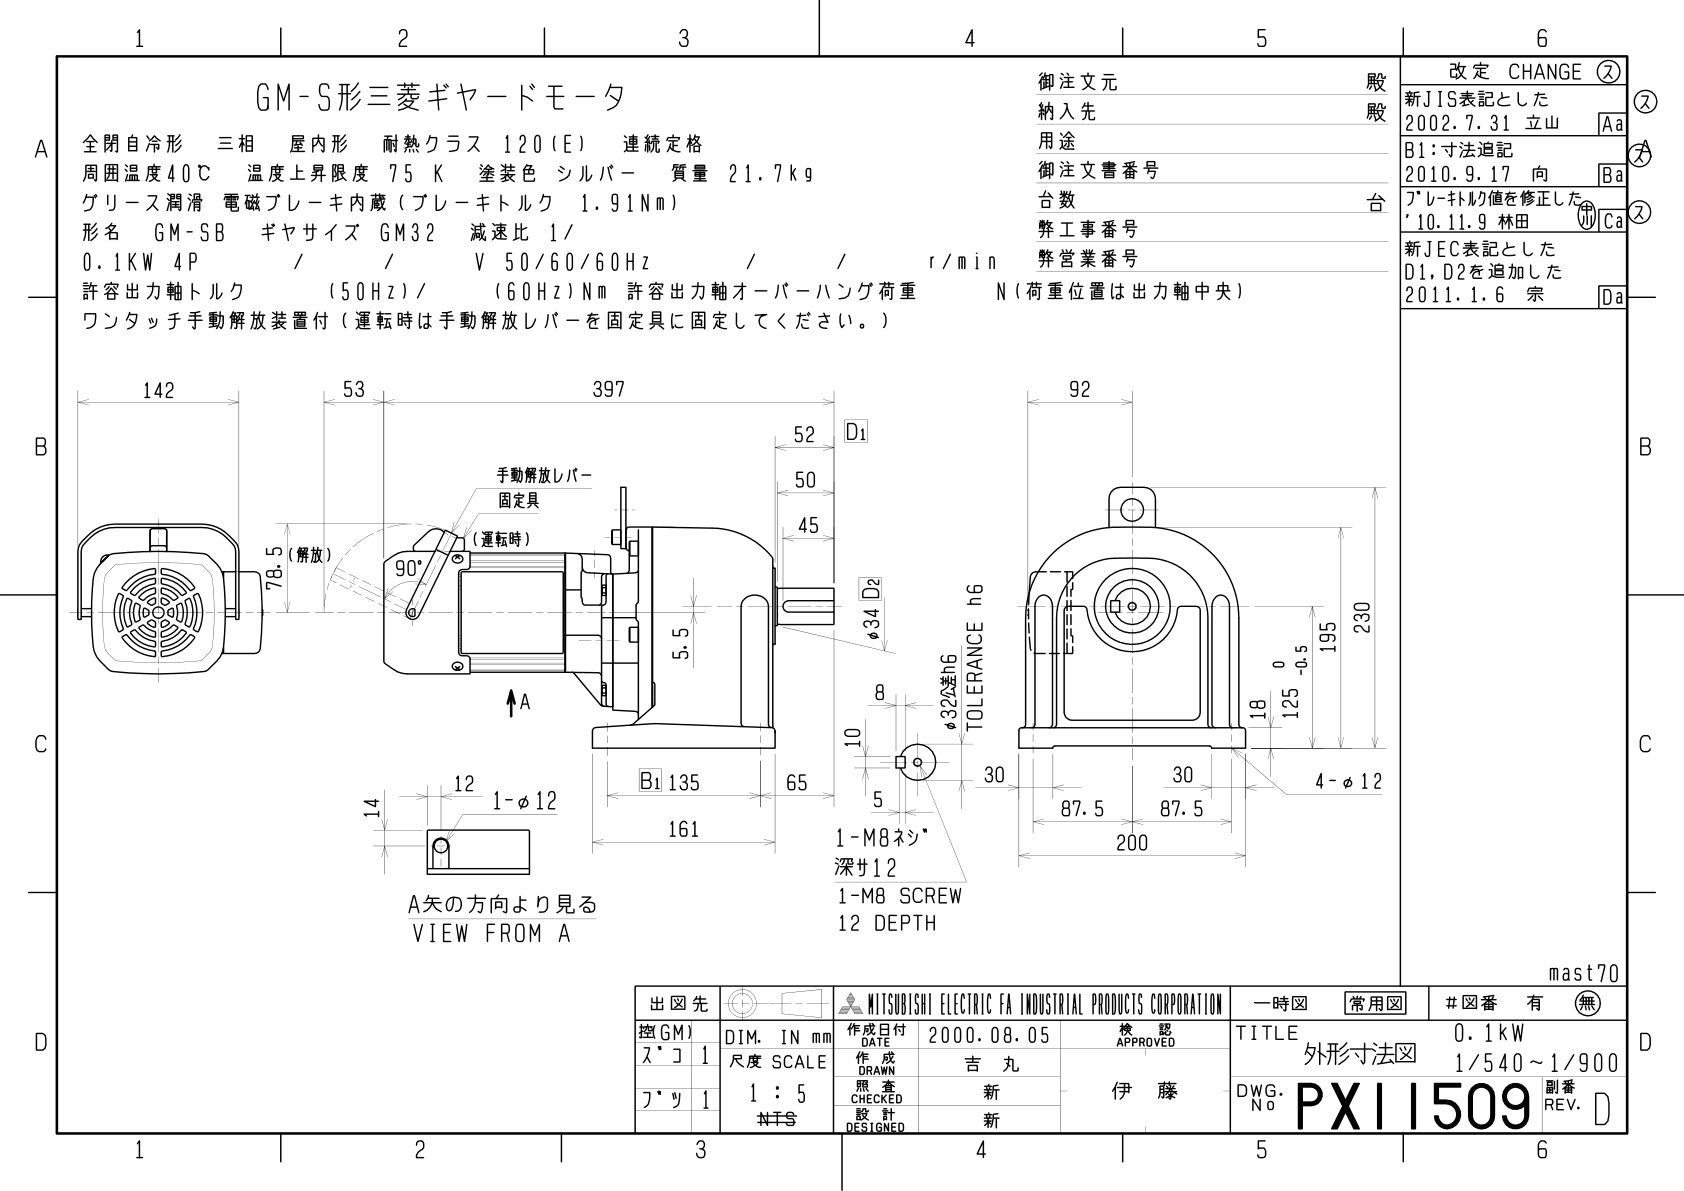 1 2 3 4 5 6
GM-S形三菱ギヤードモータ
全閉自冷形 三相 屋内形 耐熱クラス 120(E) 連続定格
周囲温度40℃ 温度上昇限度 75 K 塗装色 シルバー 質量 21.7kg
グリース潤滑 電磁ブレーキ内蔵(ブレーキトルク 1.91Nm)
形名 GM-SB ギヤサイズ GM32 減速比 1/
0.1KW 4P / / V 50/60/60Hz / / r/min
許容出力軸トルク (50Hz)/ (60Hz)Nm 許容出力軸オーバーハング荷重 N(荷重位置は出力軸中央)
ワンタッチ手動解放装置付(運転時は手動解放レバーを固定具に固定してください。)
御注文元 殿
納入先 殿
用途
御注文書番号
台数 台
弊工事番号
弊営業番号
改定 CHANGE ス
新JIS表記とした
2002.7.31 立山 Aa
ス
B1:寸法追記
2010.9.17 向 Ba
ス
ブレーキトルク値を修正した
'10.11.9 林田 Ca
ス
新JEC表記とした
D1,D2を追加した
2011.1.6 宗 Da
A
B
C
D
A
B
C
D
142
53
397
92
52 D1
50
45
手動解放レバー
固定具
(運転時)
(解放)
78.5
90°
5.5
A
φ34 D2
φ32公差h6
TOLERANCE h6
8
10
5
B1 135
65
161
1-M8ネジ
深サ12
1-M8 SCREW
12 DEPTH
12
14
1-φ12
A矢の方向より見る
VIEW FROM A
230
195
125 0 -0.5
18
30
30
4-φ12
87.5
87.5
200
mast70
出図先
控(GM)
ズコ 1
ブツ 1
DIM. IN mm
尺度 SCALE
1 : 5
NTS
MITSUBISHI ELECTRIC FA INDUSTRIAL PRODUCTS CORPORATION
作成日付 DATE 2000.08.05
作成 DRAWN 吉丸
照査 CHECKED 新
設計 DESIGNED 新
検認 APPROVED
伊藤
一時図 常用図 #図番 有 無
TITLE
外形寸法図
0.1kW
1/540~1/900
DWG. No PX11509
副番 REV. D
1 2 3 4 5 6